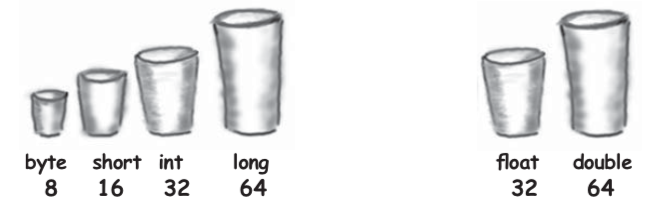 byte short int long float double
8 16 32 64 32 64